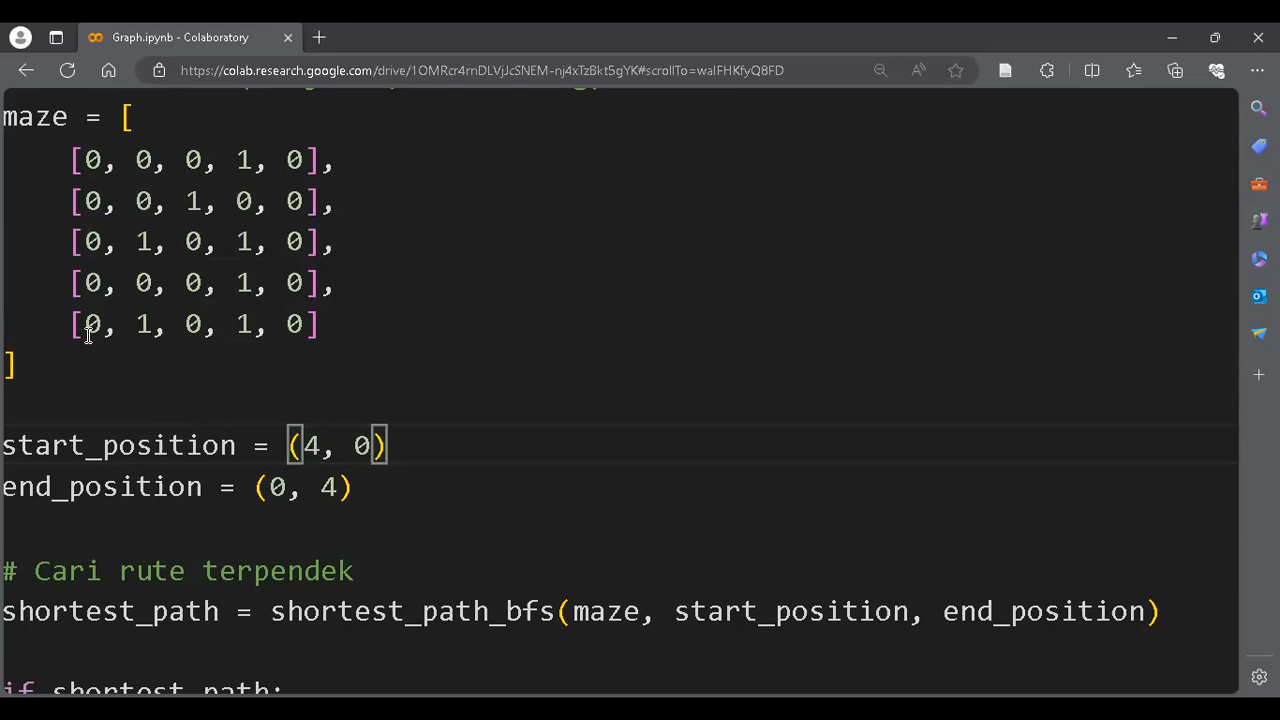 Graph.ipynb - Colaboratory
https://colab.research.google.com/drive/1OMRcr4rnDLVjJcSNEM-nj4xTzBkt5gYK#scrollTo=waIFHKfyQ8FD
maze = [
[0, 0, 0, 1, 0],
[0, 0, 1, 0, 0],
[0, 1, 0, 1, 0],
[0, 0, 0, 1, 0],
[0, 1, 0, 1, 0]
]
start_position = (4, 0)
end_position = (0, 4)
# Cari rute terpendek
shortest_path = shortest_path_bfs(maze, start_position, end_position)
if shortest_path: